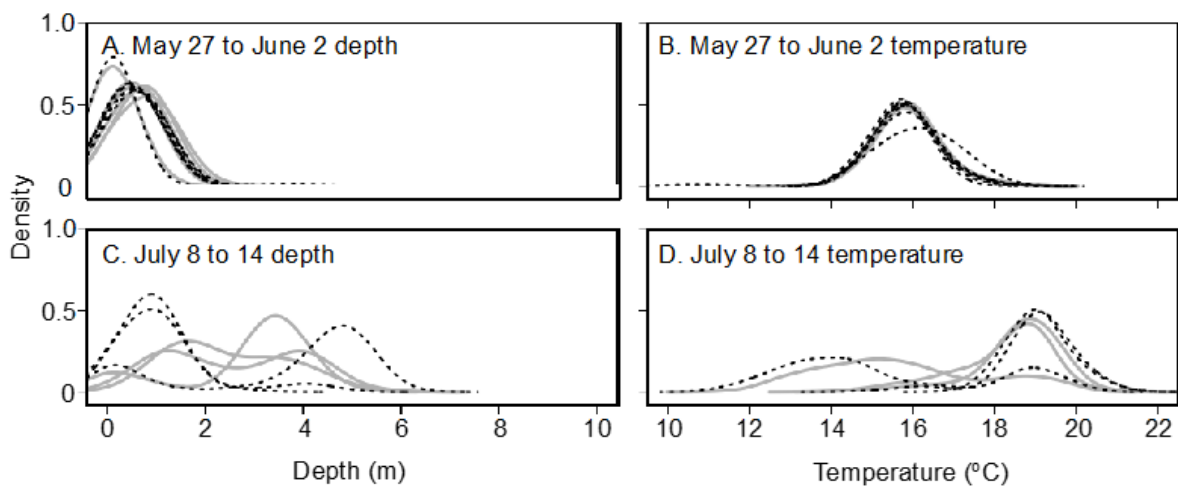 1.0
A. May 27 to June 2 depth
B. May 27 to June 2 temperature
0.5
0
Density
1.0
C. July 8 to 14 depth
D. July 8 to 14 temperature
0.5
0
0 2 4 6 8 10
10 12 14 16 18 20 22
Depth (m)
Temperature (ºC)